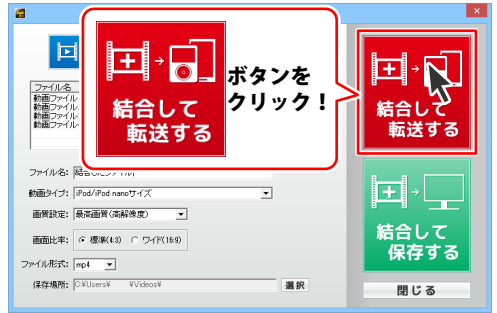 ファイル名
動画ファイル
動画ファイル
動画ファイル
動画ファイル
結合して
転送する
ボタンを
クリック！
結合して
転送する
ファイル名:
動画タイプ: iPod/iPod nanoサイズ
画質設定: 最高画質(高解像度)
画面比率: 標準(4:3) ワイド(16:9)
ファイル形式: mp4
保存場所: C:¥Users¥ ¥Videos¥ 選択
結合して
保存する
閉じる